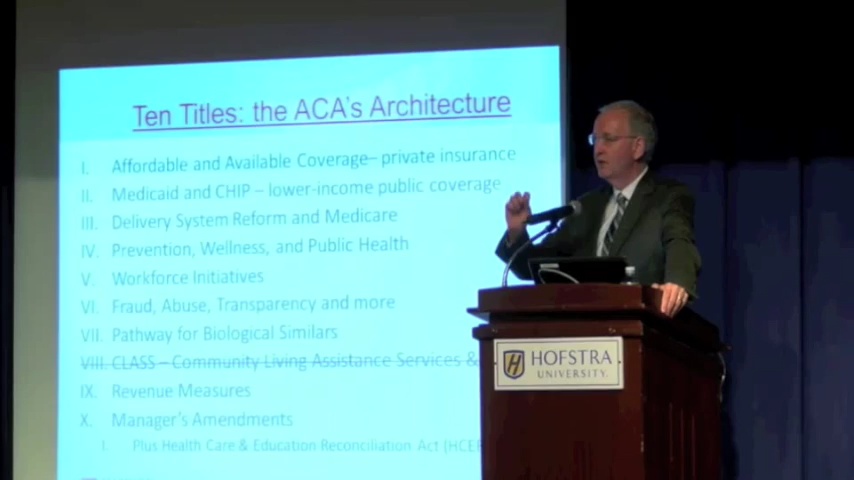 Ten Titles: the ACA's Architecture
I. Affordable and Available Coverage– private insurance
II. Medicaid and CHIP – lower-income public coverage
III. Delivery System Reform and Medicare
IV. Prevention, Wellness, and Public Health
V. Workforce Initiatives
VI. Fraud, Abuse, Transparency and more
VII. Pathway for Biological Similars
VIII. CLASS – Community Living Assistance Services &
IX. Revenue Measures
X. Manager's Amendments
I. Plus Health Care & Education Reconciliation Act
H HOFSTRA
UNIVERSITY.